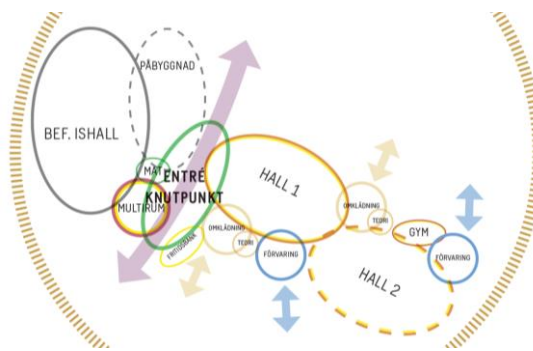 PÅBYGGNAD
BEF. ISHALL
MAT
ENTRÉ
KNUTPUNKT
MULTIRUM
HALL 1
OMKLÄDNING
TEORI
FÖRVARING
OMKLÄDNING
TEORI
GYM
FÖRVARING
HALL 2